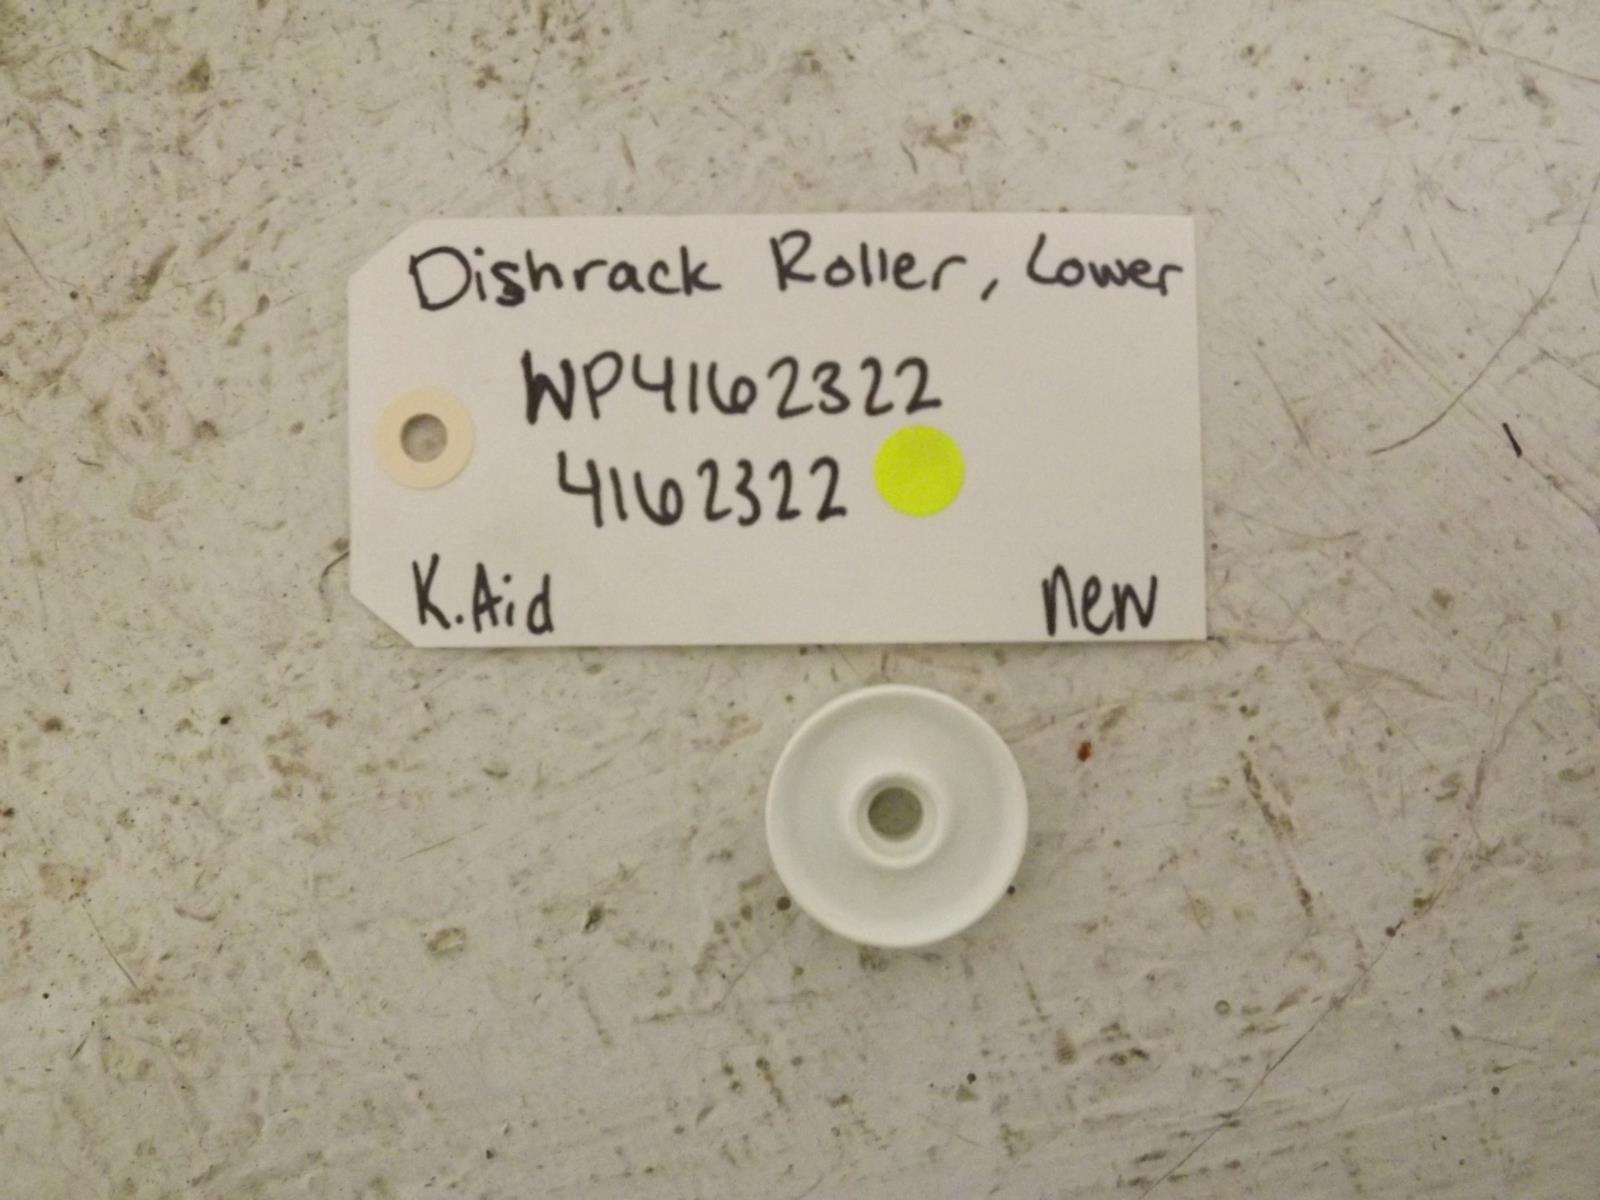 Dishrack Roller, Lower
WP4162322
4162322
K.Aid
new